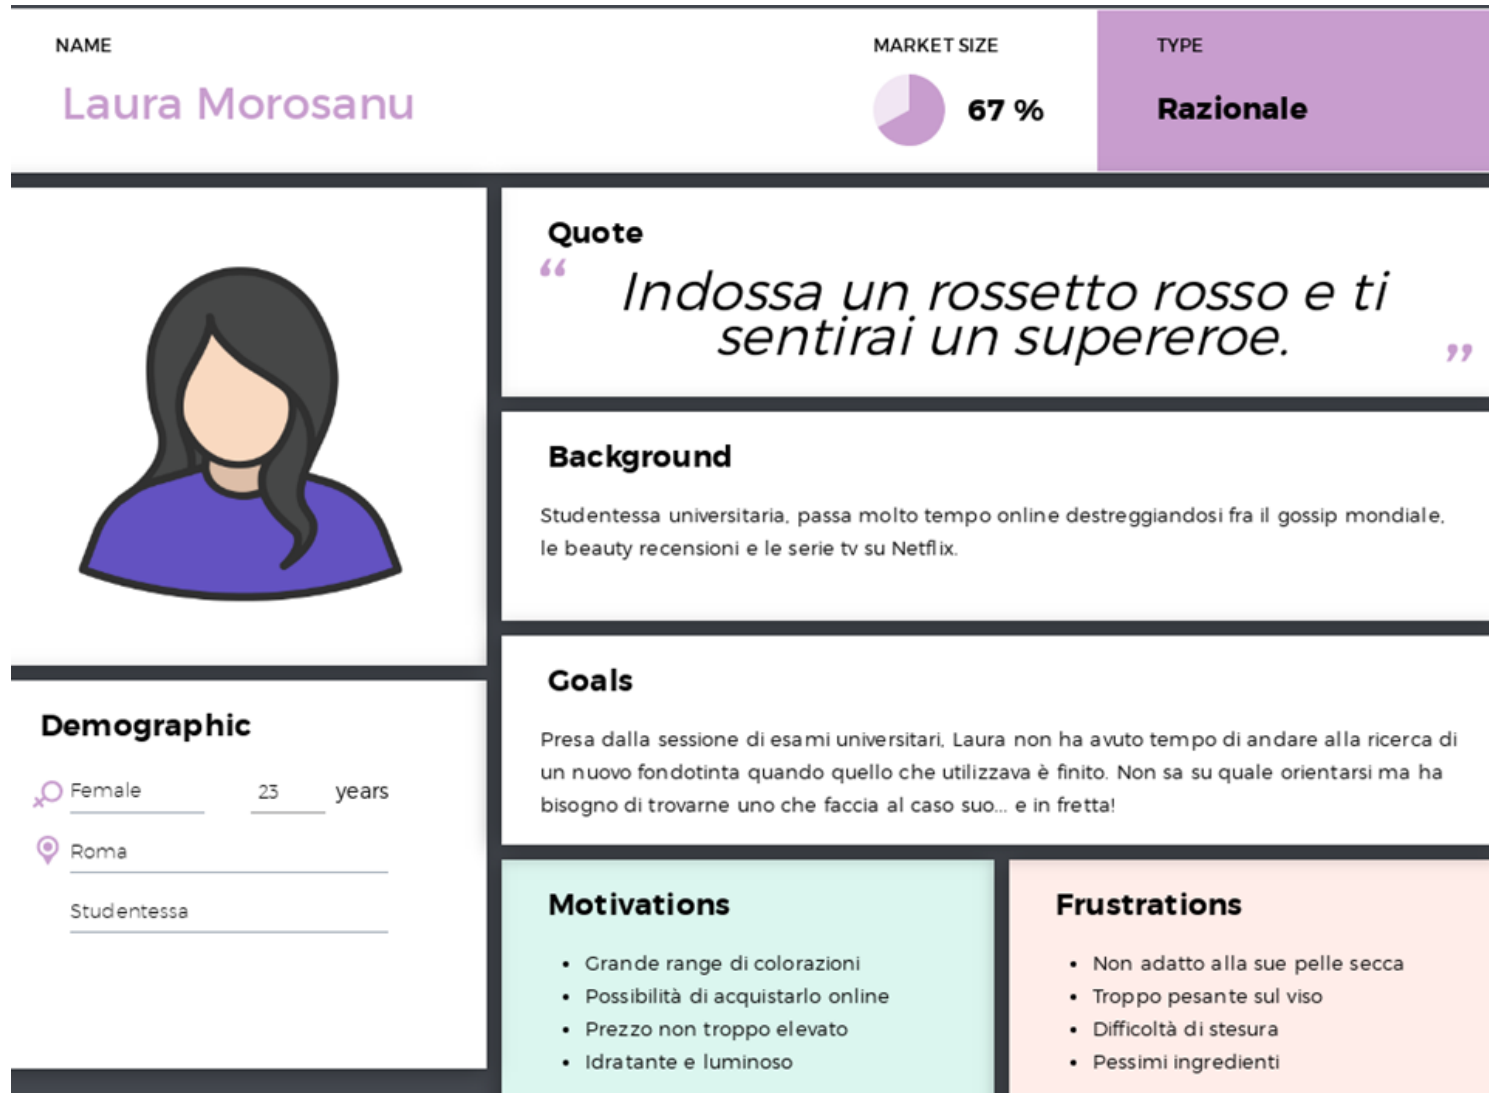 NAME
Laura Morosanu
MARKET SIZE
67 %
TYPE
Razionale
Quote
“
Indossa un rossetto rosso e ti
sentirai un supereroe.
”
Background
Studentessa universitaria, passa molto tempo online destreggiandosi fra il gossip mondiale,
le beauty recensioni e le serie tv su Netflix.
Goals
Presa dalla sessione di esami universitari, Laura non ha avuto tempo di andare alla ricerca di
un nuovo fondotinta quando quello che utilizzava è finito. Non sa su quale orientarsi ma ha
bisogno di trovarne uno che faccia al caso suo... e in fretta!
Demographic
Female 23 years
Roma
Studentessa
Motivations
• Grande range di colorazioni
• Possibilità di acquistarlo online
• Prezzo non troppo elevato
• Idratante e luminoso
Frustrations
• Non adatto alla sue pelle secca
• Troppo pesante sul viso
• Difficoltà di stesura
• Pessimi ingredienti